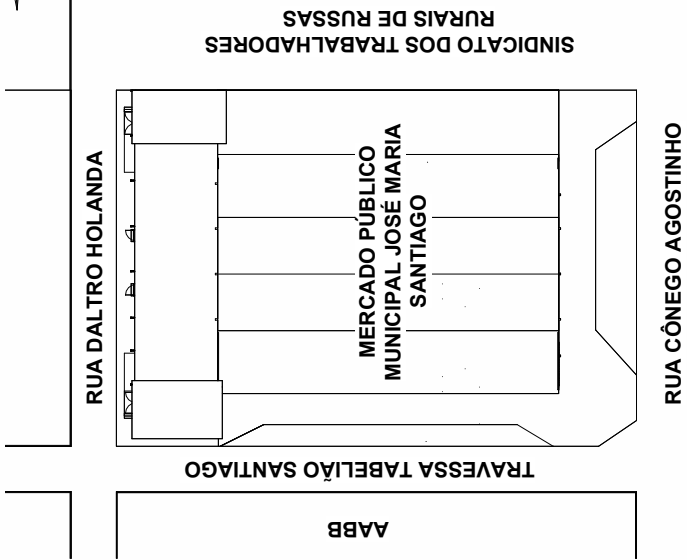 SINDICATO DOS TRABALHADORES
RURAIS DE RUSSAS
RUA DALTRO HOLANDA
MERCADO PÚBLICO
MUNICIPAL JOSÉ MARIA
SANTIAGO
RUA CÔNEGO AGOSTINHO
TRAVESSA TABELIÃO SANTIAGO
AABB